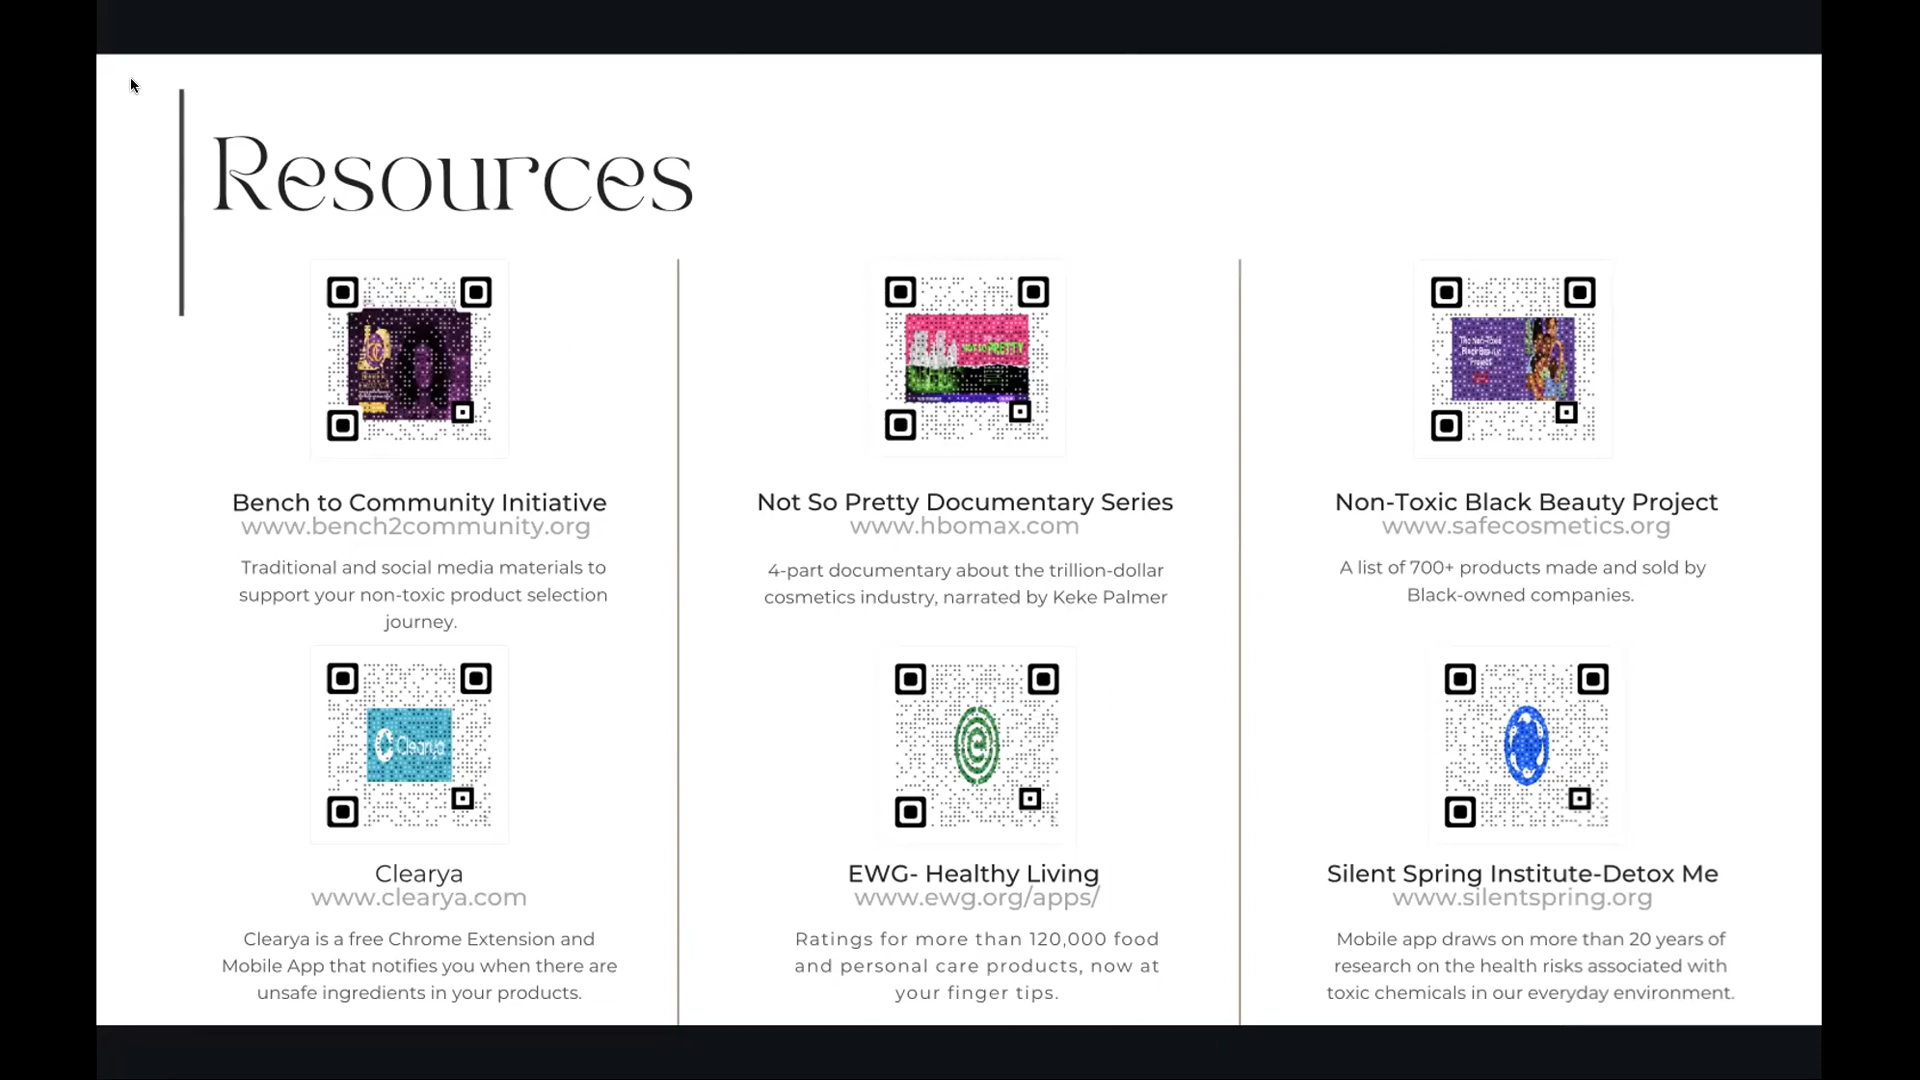 Resources
Bench to Community Initiative
www.bench2community.org
Traditional and social media materials to
support your non-toxic product selection
journey.
Not So Pretty Documentary Series
www.hbomax.com
4-part documentary about the trillion-dollar
cosmetics industry, narrated by Keke Palmer
The Non-Toxic
Black Beauty
Project
Non-Toxic Black Beauty Project
www.safecosmetics.org
A list of 700+ products made and sold by
Black-owned companies.
Clearya
Clearya
www.clearya.com
Clearya is a free Chrome Extension and
Mobile App that notifies you when there are
unsafe ingredients in your products.
EWG- Healthy Living
www.ewg.org/apps/
Ratings for more than 120,000 food
and personal care products, now at
your finger tips.
Silent Spring Institute-Detox Me
www.silentspring.org
Mobile app draws on more than 20 years of
research on the health risks associated with
toxic chemicals in our everyday environment.